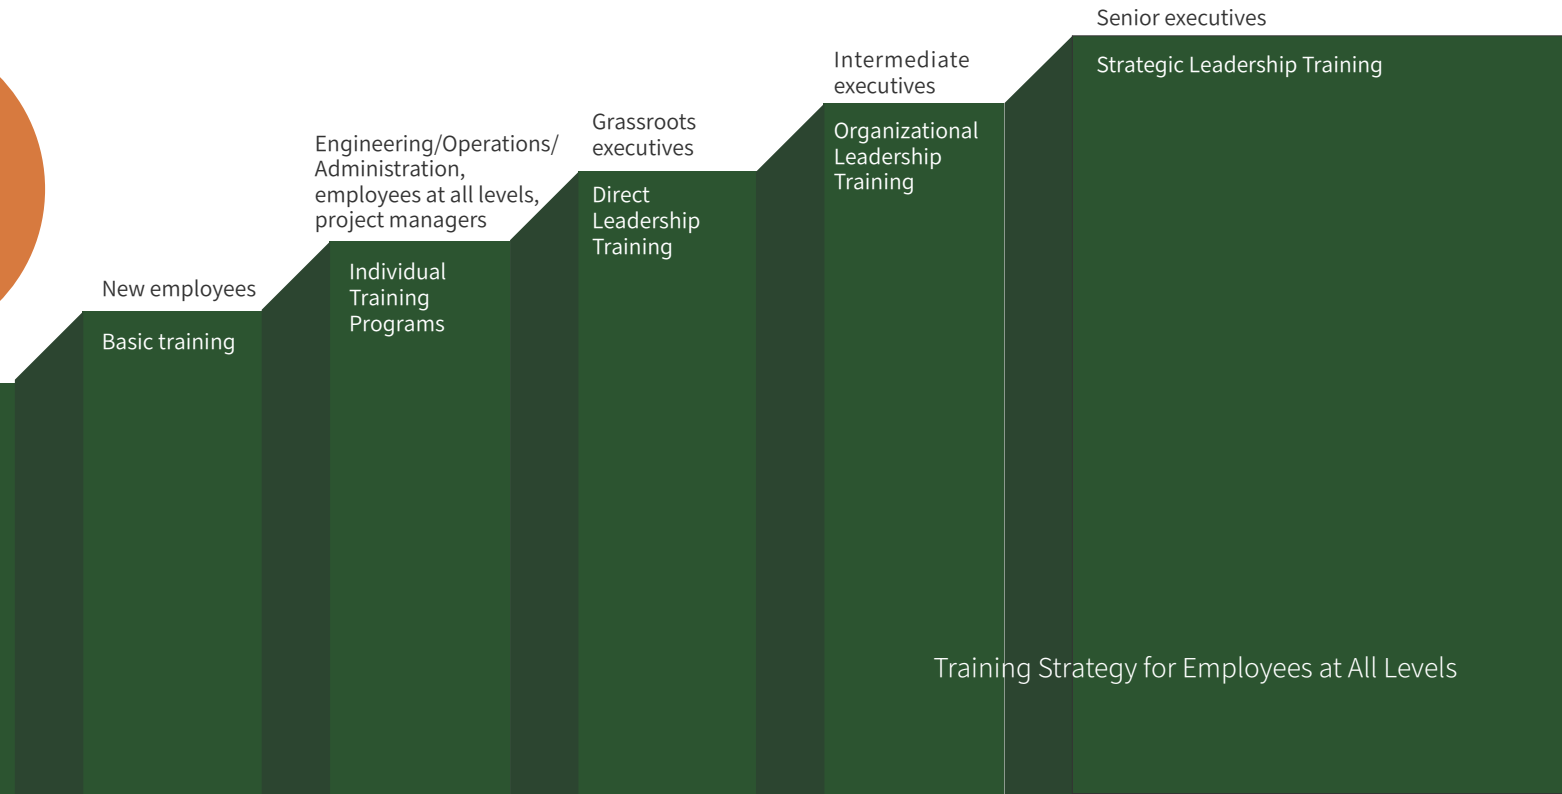 Senior executives
Strategic Leadership Training
Intermediate
executives
Organizational
Leadership
Training
Grassroots
executives
Direct
Leadership
Training
Engineering/Operations/
Administration,
employees at all levels,
project managers
Individual
Training
Programs
New employees
Basic training
Training Strategy for Employees at All Levels